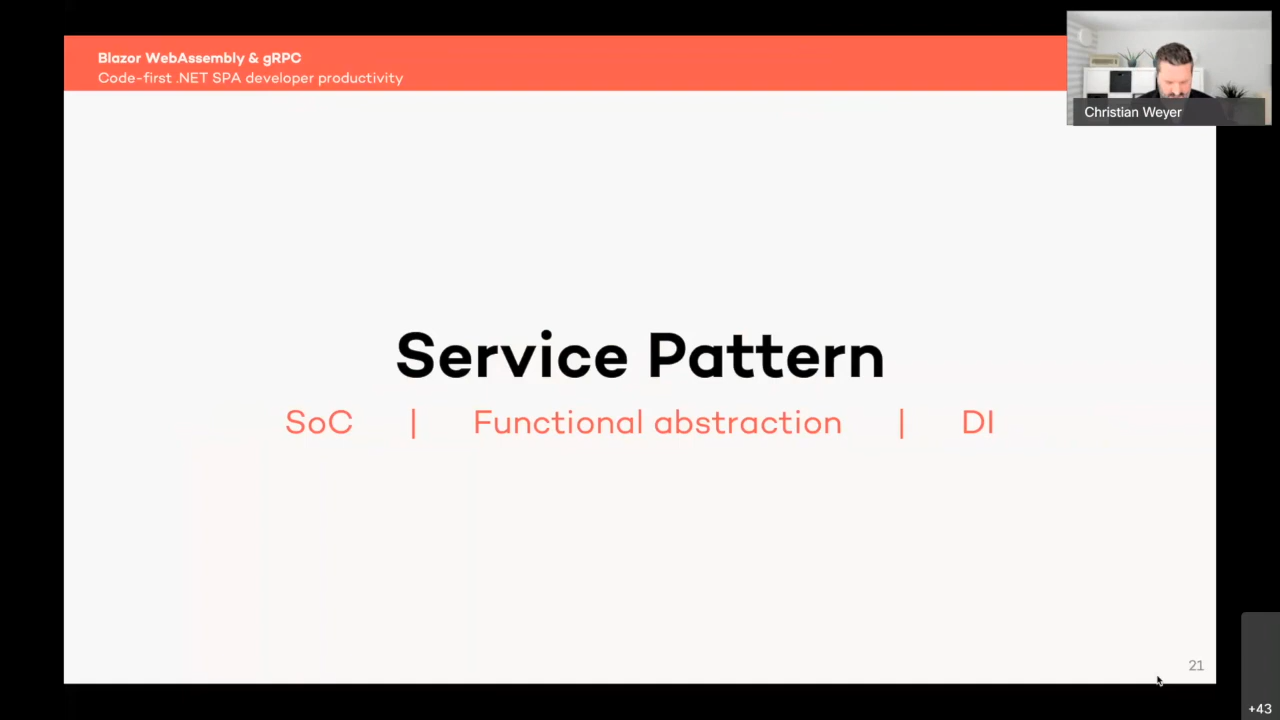 Blazor WebAssembly & gRPC
Code-first .NET SPA developer productivity
Christian Weyer
Service Pattern
SoC | Functional abstraction | DI
21
+43